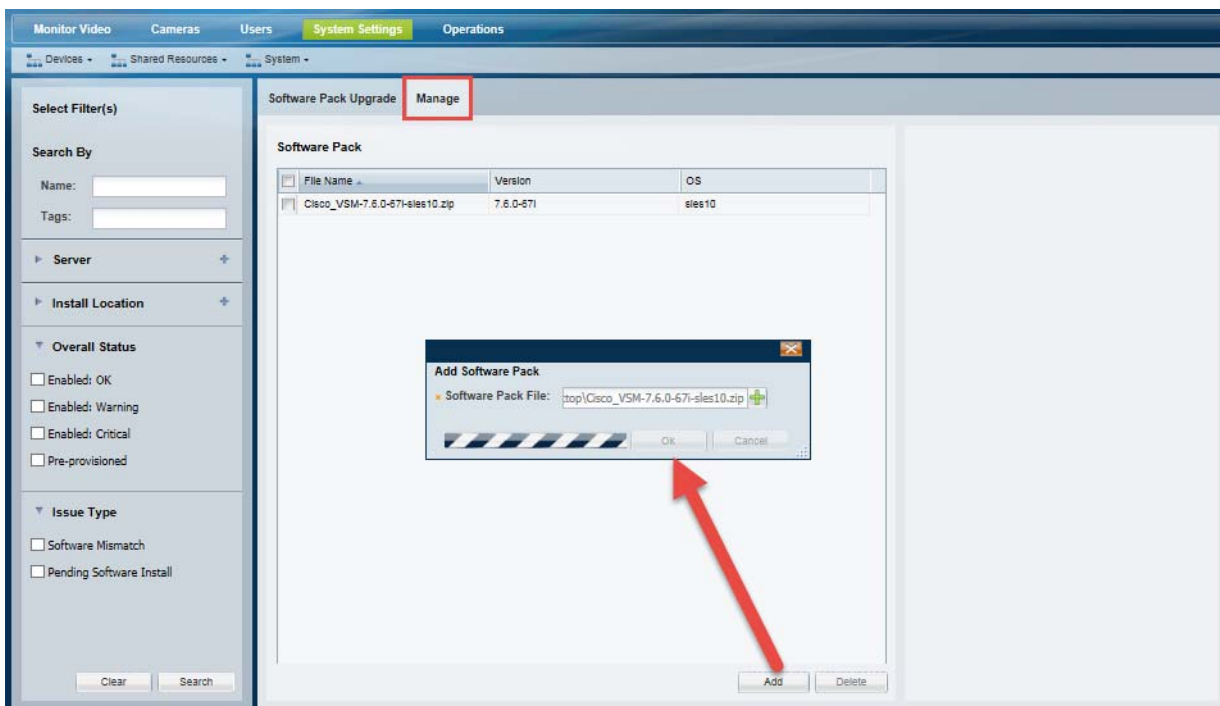 Monitor Video Cameras Users System Settings Operations
Devices Shared Resources System
Select Filter(s)
Search By
Name:
Tags:
Server
Install Location
Overall Status
Enabled: OK
Enabled: Warning
Enabled: Critical
Pre-provisioned
Issue Type
Software Mismatch
Pending Software Install
Clear Search
Software Pack Upgrade Manage
Software Pack
File Name Version OS
Cisco_VSM-7.6.0-67i-sles10.zip 7.6.0-67i sles10
Add Software Pack
Software Pack File: :top\Cisco_VSM-7.6.0-67i-sles10.zip
OK Cancel
Add Delete